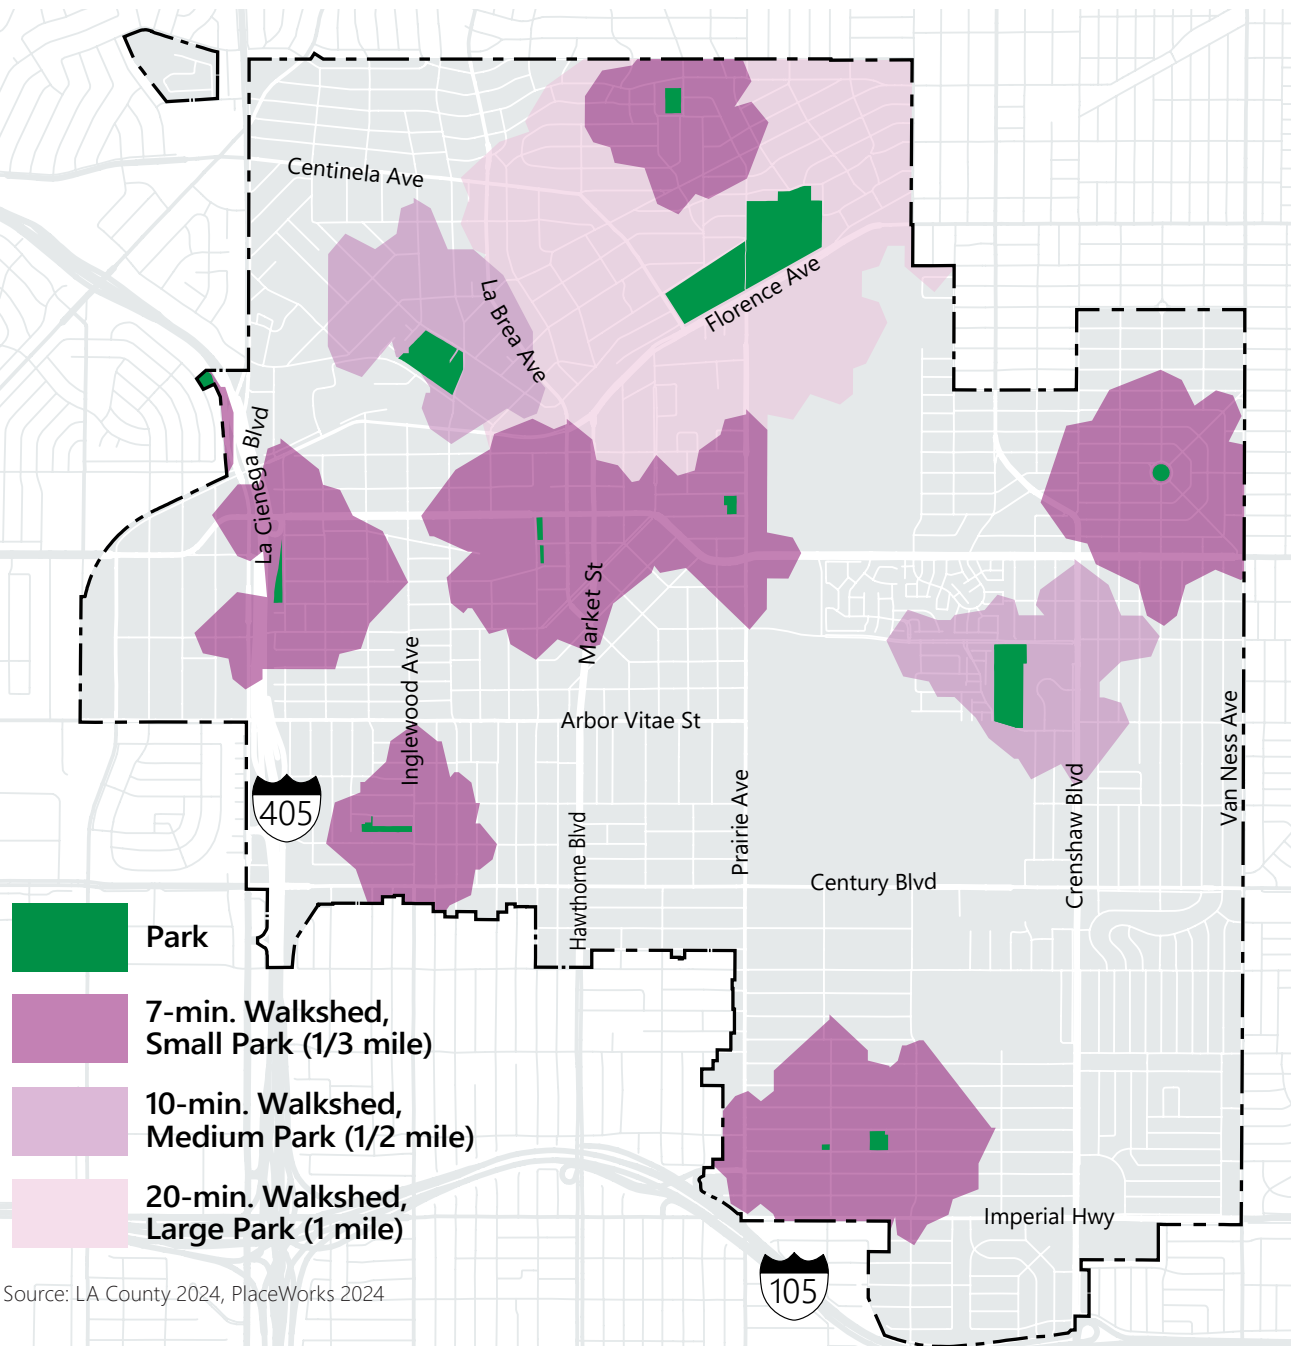 Centinela Ave
La Brea Ave
Florence Ave
La Cienega Blvd
Market St
Inglewood Ave
Arbor Vitae St
Van Ness Ave
Prairie Ave
Crenshaw Blvd
405
Hawthorne Blvd
Century Blvd
Park
7-min. Walkshed,
Small Park (1/3 mile)
10-min. Walkshed,
Medium Park (1/2 mile)
20-min. Walkshed,
Large Park (1 mile)
Imperial Hwy
105
Source: LA County 2024, PlaceWorks 2024